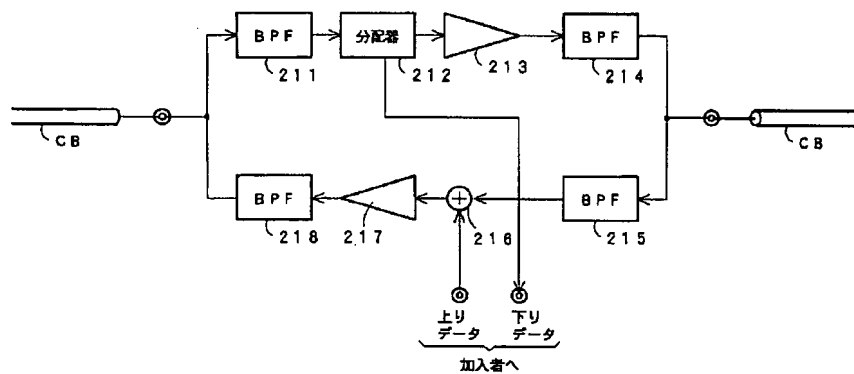 BPF
分配器
BPF
211
212
213
214
CB
CB
BPF
BPF
218
217
216
215
上り
データ
下り
データ
加入者へ